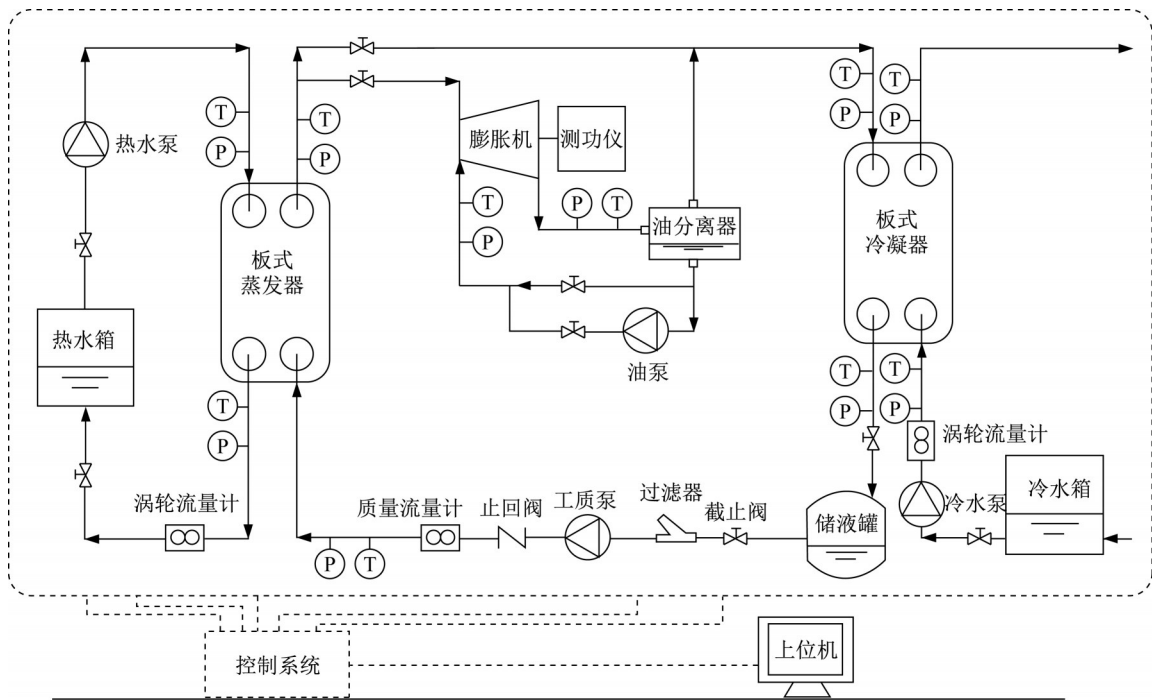 T
T
T
T
P
P
热水泵
膨胀机
测功仪
P
P
T
P
板式
蒸发器
T
P
P
T
油分离器
板式
冷凝器
热水箱
油泵
T
P
T
P
T
P
涡轮流量计
涡轮流量计
质量流量计
止回阀
工质泵
过滤器
截止阀
储液罐
冷水泵
冷水箱
P
T
控制系统
上位机